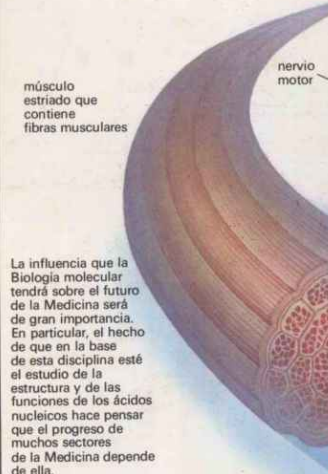 músculo
estriado que
contiene
fibras musculares
nervio
motor
La influencia que la
Biología molecular
tendrá sobre el futuro
de la Medicina será
de gran importancia.
En particular, el hecho
de que en la base
de esta disciplina esté
el estudio de la
estructura y de las
funciones de los ácidos
nucleicos hace pensar
que el progreso de
muchos sectores
de la Medicina depende
de ella.